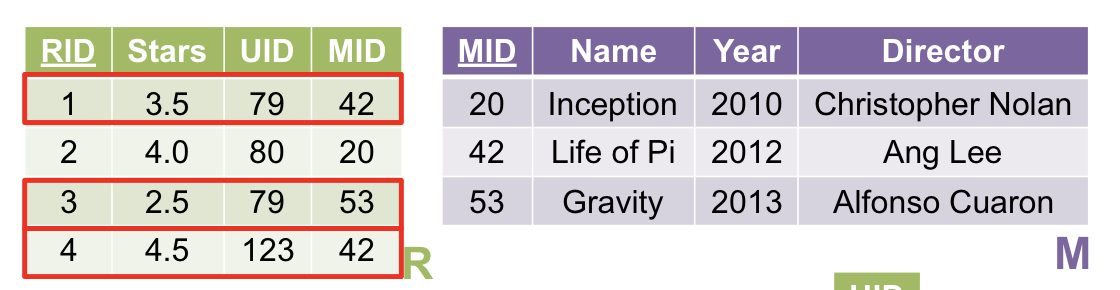 RID Stars UID MID
1 3.5 79 42
2 4.0 80 20
3 2.5 79 53
4 4.5 123 42
R
MID Name Year Director
20 Inception 2010 Christopher Nolan
42 Life of Pi 2012 Ang Lee
53 Gravity 2013 Alfonso Cuaron
M
UID